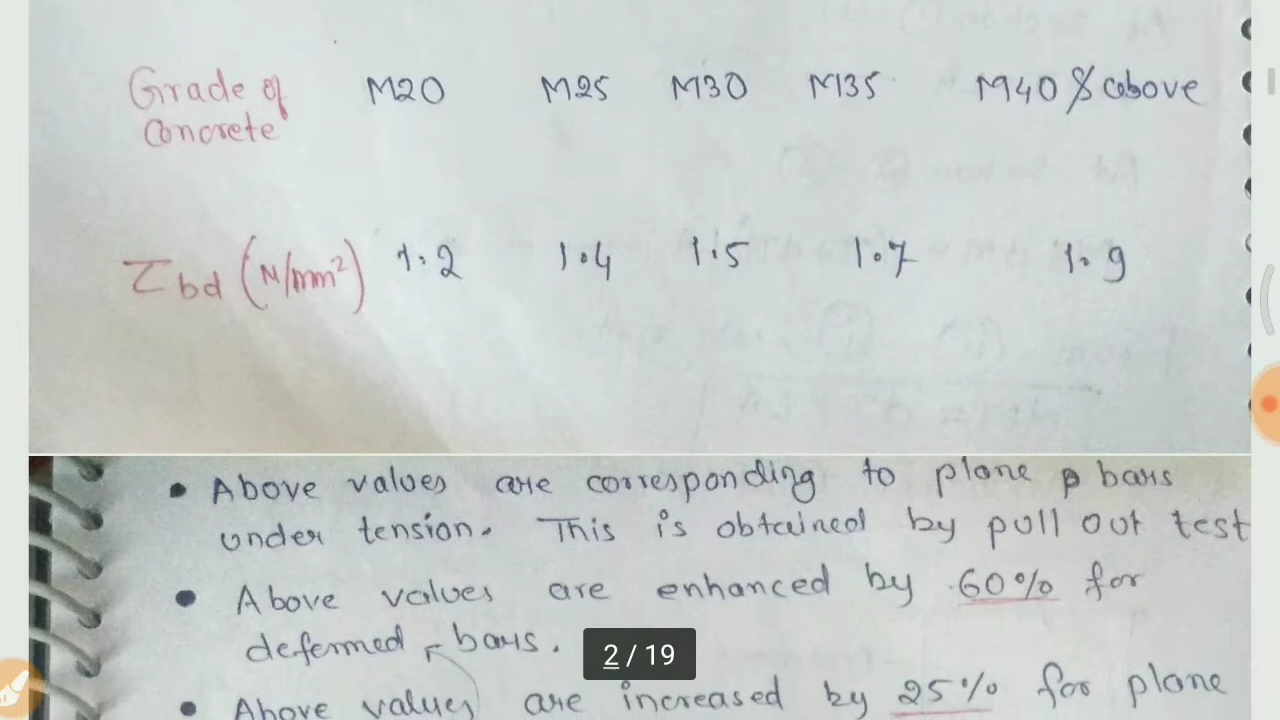 Grade of M20 M25 M30 M35 M40 & above
Concrete
τbd (N/mm²) 1.2 1.4 1.5 1.7 1.9
• Above values are corresponding to plane bars
under tension. This is obtained by pull out test
• Above values are enhanced by 60% for
deformed bars.
2 / 19
• Above values are increased by 25% for plane